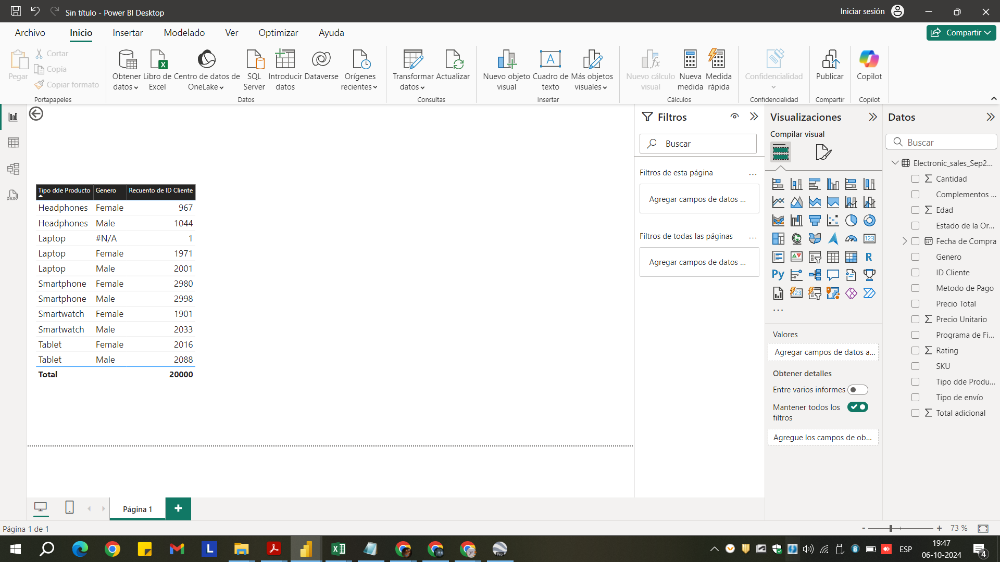 Sin título - Power BI Desktop
Iniciar sesión
Archivo
Inicio
Insertar
Modelado
Ver
Optimizar
Ayuda
Compartir
Pegar
Cortar
Copia
Copiar formato
Portapapeles
Obtener datos
Libro de Excel
Centro de datos de OneLake
SQL Server
Introducir datos
Dataverse
Orígenes recientes
Datos
Transformar datos
Actualizar
Consultas
Nuevo objeto visual
Cuadro de texto
Más objetos visuales
Insertar
Nuevo cálculo visual
Nueva medida
Medida rápida
Cálculos
Confidencialidad
Confidencialidad
Publicar
Compartir
Copilot
Copilot
Tipo dde Producto Genero Recuento de ID Cliente
Headphones Female 967
Headphones Male 1044
Laptop #N/A 1
Laptop Female 1971
Laptop Male 2001
Smartphone Female 2980
Smartphone Male 2998
Smartwatch Female 1901
Smartwatch Male 2033
Tablet Female 2016
Tablet Male 2088
Total 20000
Filtros
Buscar
Filtros de esta página ...
Agregar campos de datos ...
Filtros de todas las páginas ...
Agregar campos de datos ...
Visualizaciones
Compilar visual
123
R
Py
123
...
Valores
Agregar campos de datos a...
Obtener detalles
Entre varios informes
Mantener todos los
filtros
Agregue los campos de ob...
Datos
Buscar
Electronic_sales_Sep2...
Cantidad
Complementos ...
Edad
Estado de la Or...
Fecha de Compra
Genero
ID Cliente
Metodo de Pago
Precio Total
Precio Unitario
Programa de Fi...
Rating
SKU
Tipo dde Produ...
Tipo de envío
Total adicional
Página 1
Página 1 de 1
- + 73 %
L
Pro
ESP
19:47
06-10-2024
4